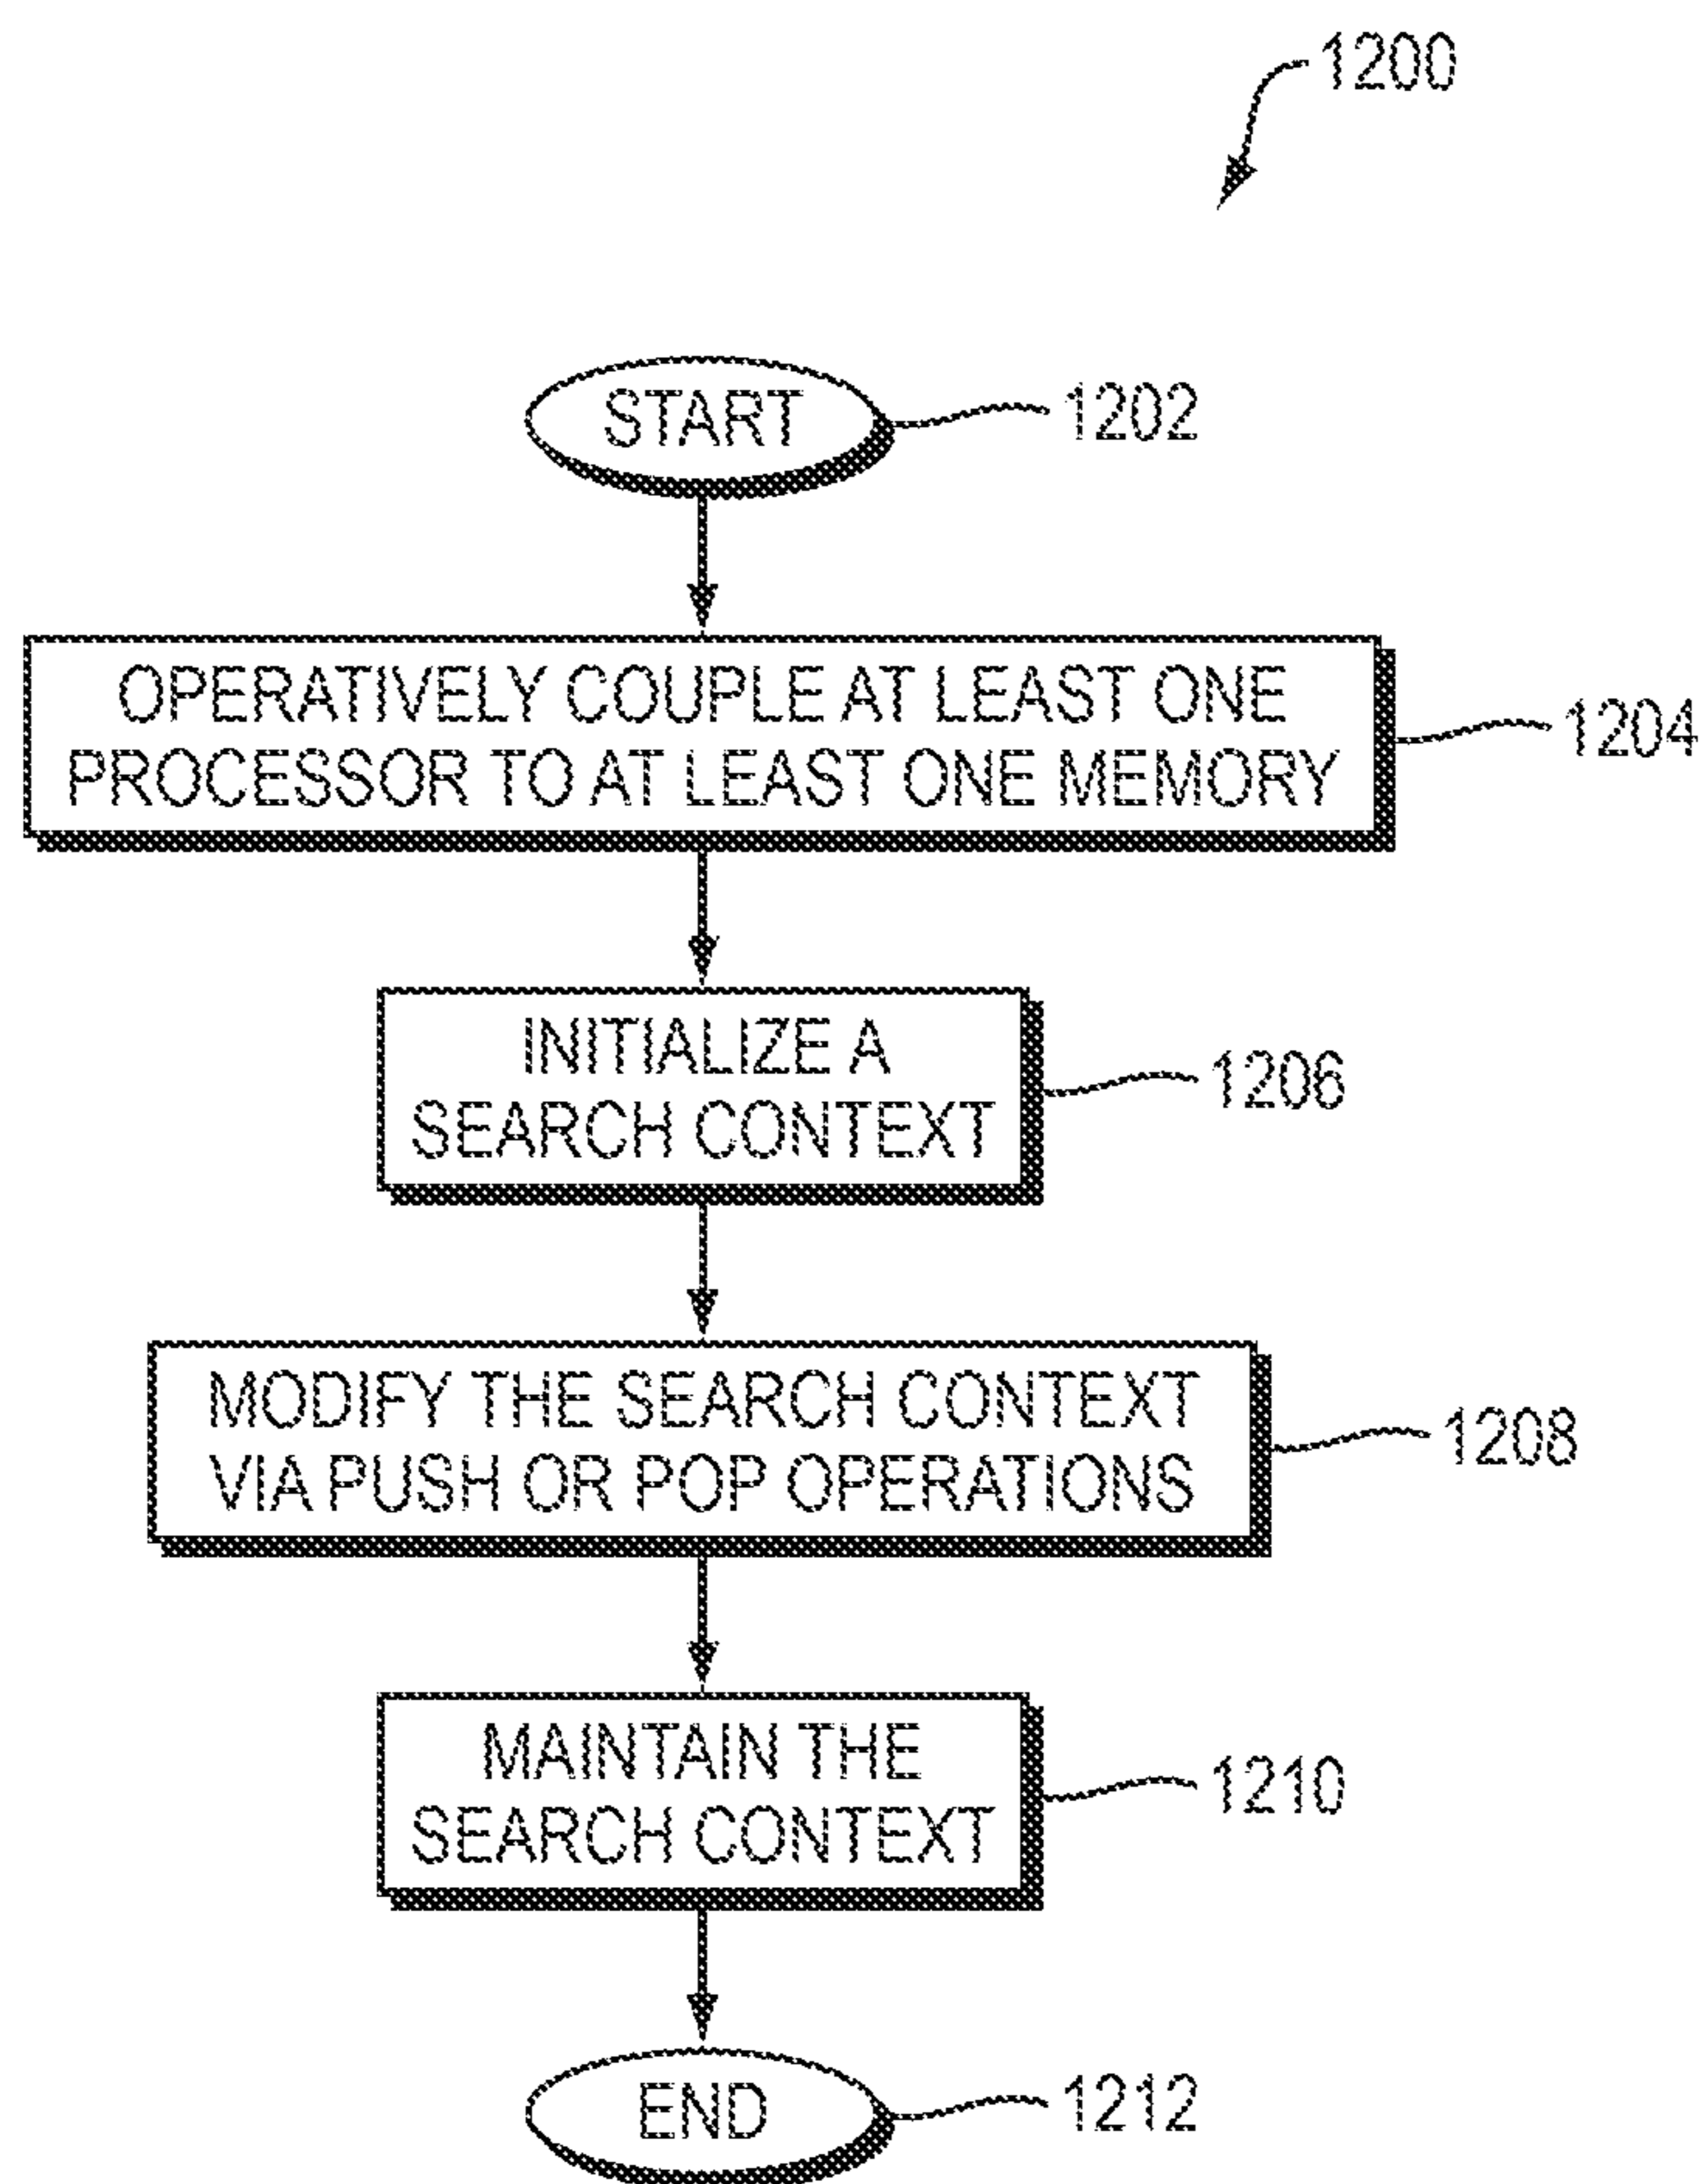 1200
START
1202
OPERATIVELY COUPLE AT LEAST ONE
PROCESSOR TO AT LEAST ONE MEMORY
1204
INITIALIZE A
SEARCH CONTEXT
1206
MODIFY THE SEARCH CONTEXT
VIA PUSH OR POP OPERATIONS
1208
MAINTAIN THE
SEARCH CONTEXT
1210
END
1212